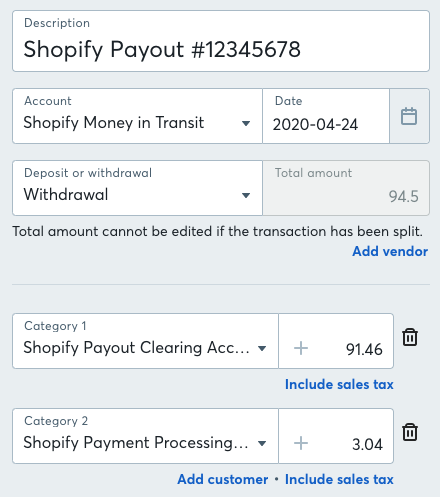 Description
Shopify Payout #12345678
Account
Shopify Money in Transit
Date
2020-04-24
Deposit or withdrawal
Withdrawal
Total amount
94.5
Total amount cannot be edited if the transaction has been split.
Add vendor
Category 1
Shopify Payout Clearing Acc...
+ 91.46
Include sales tax
Category 2
Shopify Payment Processing...
+ 3.04
Add customer • Include sales tax